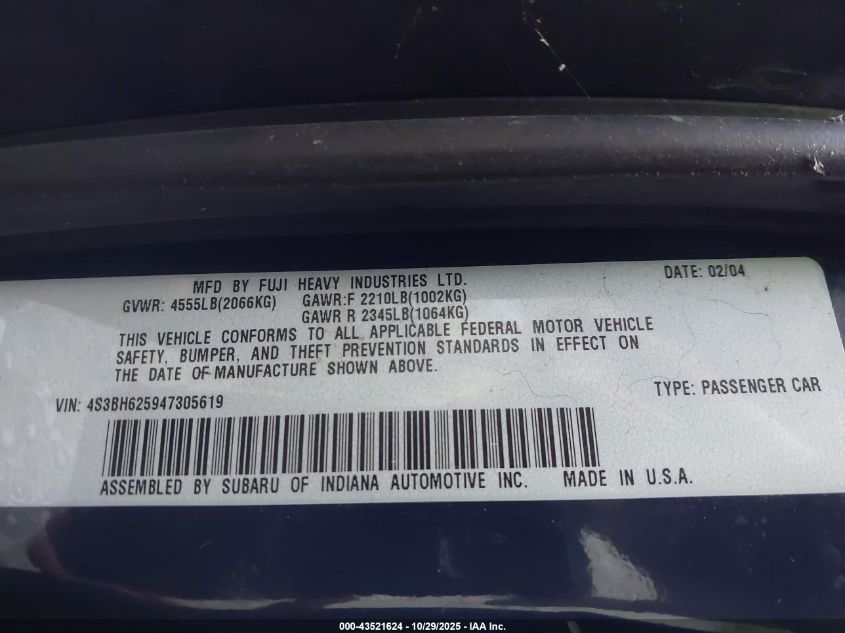 MFD BY FUJI HEAVY INDUSTRIES LTD.
DATE: 02/04
GVWR: 4555LB(2066KG) GAWR:F 2210LB(1002KG)
GAWR R 2345LB(1064KG)
THIS VEHICLE CONFORMS TO ALL APPLICABLE FEDERAL MOTOR VEHICLE
SAFETY, BUMPER, AND THEFT PREVENTION STANDARDS IN EFFECT ON
THE DATE OF MANUFACTURE SHOWN ABOVE.
VIN: 4S3BH625947305619
TYPE: PASSENGER CAR
ASSEMBLED BY SUBARU OF INDIANA AUTOMOTIVE INC. MADE IN U.S.A.
000-43521624 - 10/29/2025 - IAA Inc.